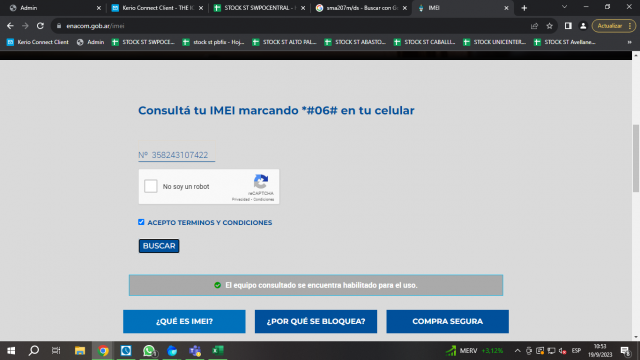 Admin
Kerio Connect Client - THE K
STOCK ST SWPOCENTRAL - H
STOCK ST SWPOCENTRAL - H
sma207m/ds - Buscar con G
IMEI
enacom.gob.ar/imei
Actualizar
Kerio Connect Client
Admin
STOCK ST SWPOCE...
stock st pbfix - Hoj...
STOCK ST ALTO PAL...
STOCK ST ABASTO...
STOCK ST CABALLI...
STOCK UNICENTER...
STOCK ST Avellane...
Consultá tu IMEI marcando *#06# en tu celular
Nº 358243107422
No soy un robot
reCAPTCHA
Privacidad - Condiciones
ACEPTO TERMINOS Y CONDICIONES
BUSCAR
El equipo consultado se encuentra habilitado para el uso.
¿QUÉ ES IMEI?
¿POR QUÉ SE BLOQUEA?
COMPRA SEGURA
MERV +3,12%
ESP
10:53
19/9/2023